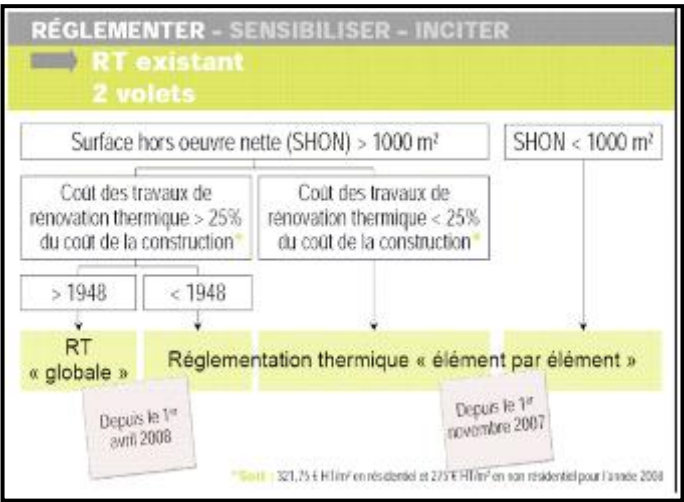 RÉGLEMENTER – SENSIBILISER – INCITER
RT existant
2 volets
Surface hors oeuvre nette (SHON) > 1000 m²
SHON < 1000 m²
Coût des travaux de
rénovation thermique > 25%
du coût de la construction*
Coût des travaux de
rénovation thermique < 25%
du coût de la construction*
> 1948
< 1948
RT
« globale »
Réglementation thermique « élément par élément »
Depuis le 1er
avril 2008
Depuis le 1er
novembre 2007
*Soit : 321,75 € HT/m² en résidentiel et 275 € HT/m² en non résidentiel pour l'année 2008